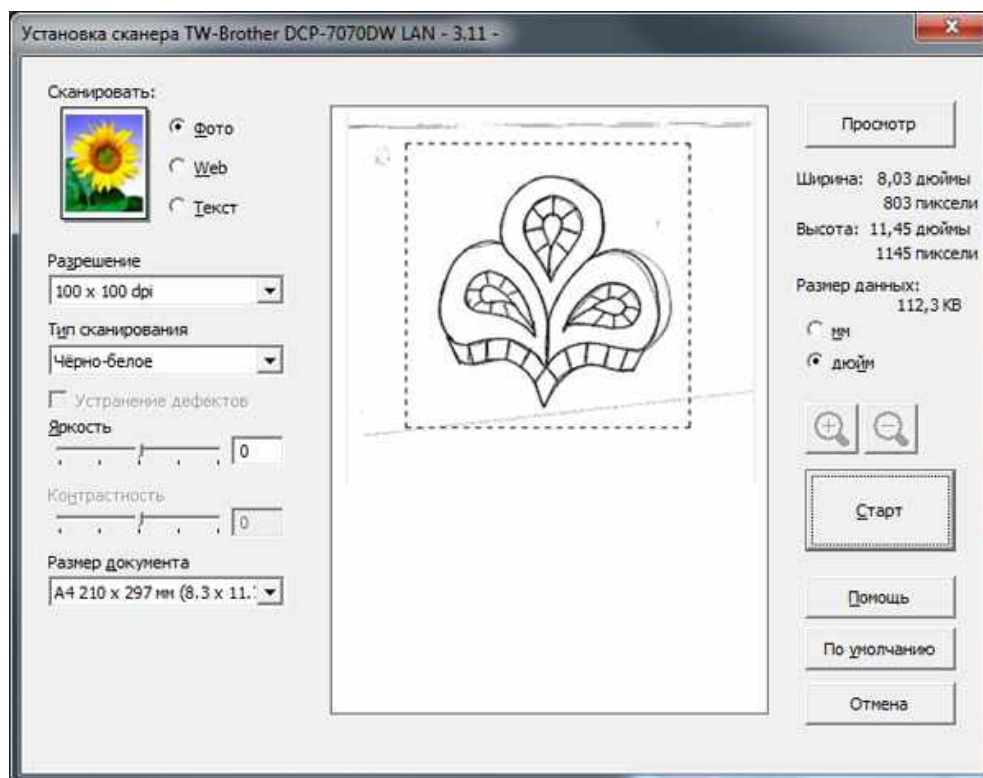 Установка сканера TW-Brother DCP-7070DW LAN - 3.11 -
Сканировать:
Фото
Web
Текст
Разрешение
100 x 100 dpi
Тип сканирования
Чёрно-белое
Устранение дефектов
Яркость
0
Контрастность
0
Размер документа
A4 210 x 297 мм (8.3 x 11.
Просмотр
Ширина: 8,03 дюймы
803 пиксели
Высота: 11,45 дюймы
1145 пиксели
Размер данных:
112,3 KB
мм
дюйм
Старт
Помощь
По умолчанию
Отмена